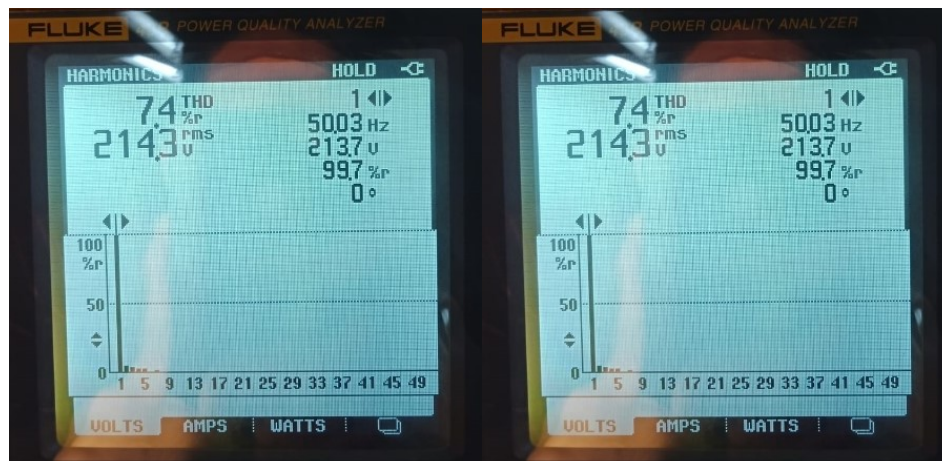 FLUKE POWER QUALITY ANALYZER
HARMONICS HOLD
7.4 THD %r
1
214.3 rms V
50.03 Hz
213.7 V
99.7 %r
0 °
100
%r
50
0
1 5 9 13 17 21 25 29 33 37 41 45 49
VOLTS AMPS WATTS
FLUKE POWER QUALITY ANALYZER
HARMONICS HOLD
7.4 THD %r
1
214.3 rms V
50.03 Hz
213.7 V
99.7 %r
0 °
100
%r
50
0
1 5 9 13 17 21 25 29 33 37 41 45 49
VOLTS AMPS WATTS